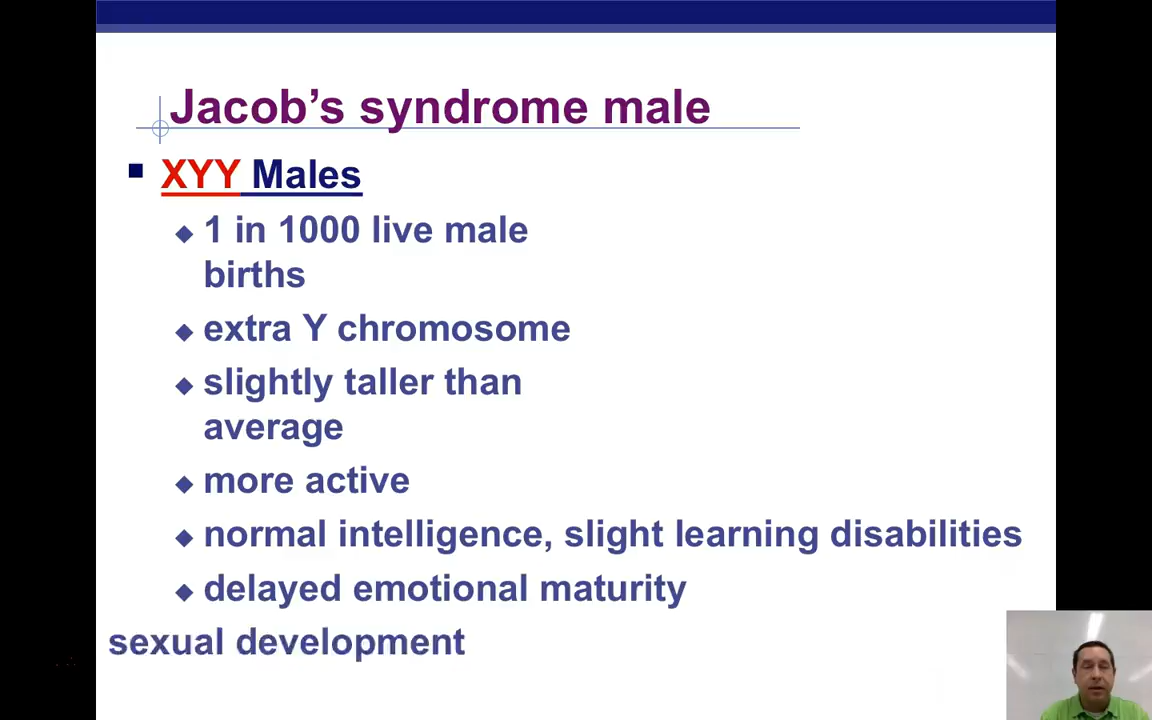 Jacob's syndrome male
XYY Males
1 in 1000 live male
births
extra Y chromosome
slightly taller than
average
more active
normal intelligence, slight learning disabilities
delayed emotional maturity
sexual development